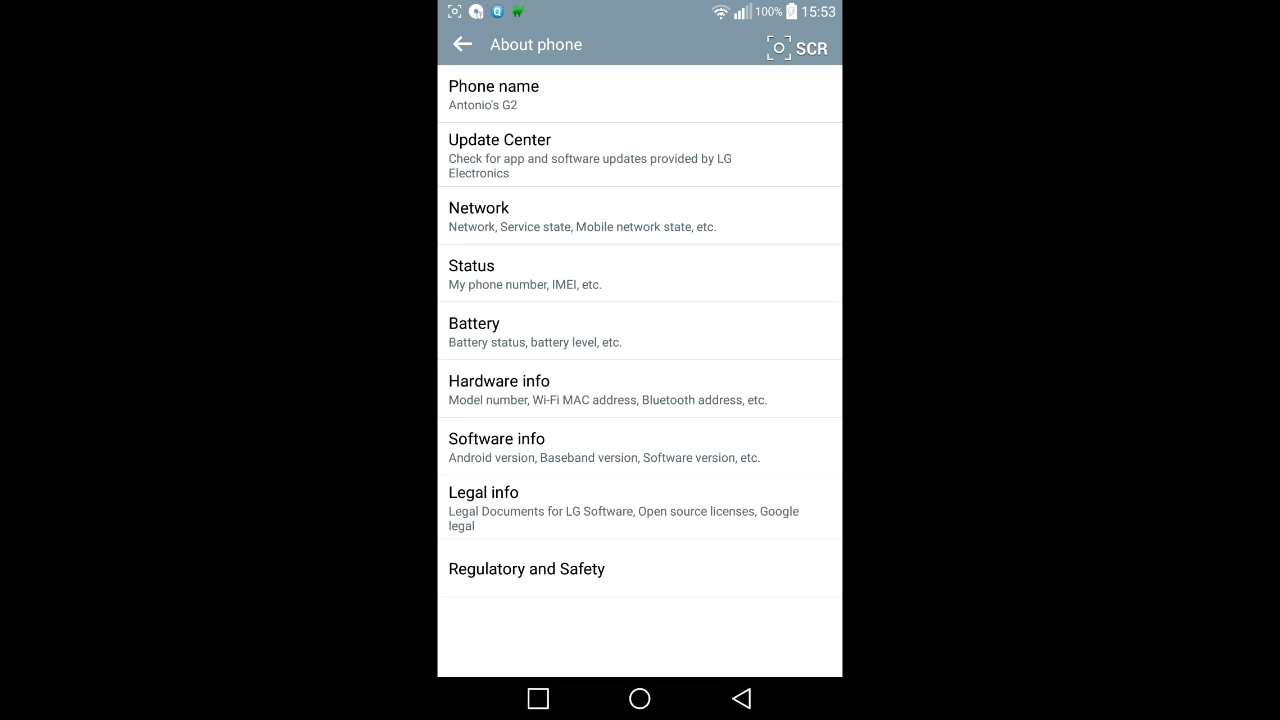 100% 15:53
About phone
SCR
Phone name
Antonio's G2
Update Center
Check for app and software updates provided by LG
Electronics
Network
Network, Service state, Mobile network state, etc.
Status
My phone number, IMEI, etc.
Battery
Battery status, battery level, etc.
Hardware info
Model number, Wi-Fi MAC address, Bluetooth address, etc.
Software info
Android version, Baseband version, Software version, etc.
Legal info
Legal Documents for LG Software, Open source licenses, Google
legal
Regulatory and Safety